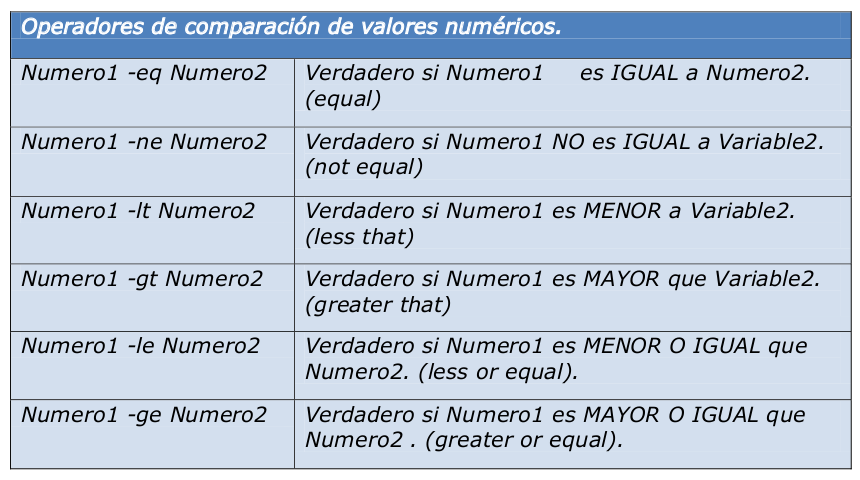 Operadores de comparación de valores numéricos.
Numero1 -eq Numero2
Verdadero si Numero1 es IGUAL a Numero2.
(equal)
Numero1 -ne Numero2
Verdadero si Numero1 NO es IGUAL a Variable2.
(not equal)
Numero1 -lt Numero2
Verdadero si Numero1 es MENOR a Variable2.
(less that)
Numero1 -gt Numero2
Verdadero si Numero1 es MAYOR que Variable2.
(greater that)
Numero1 -le Numero2
Verdadero si Numero1 es MENOR O IGUAL que
Numero2. (less or equal).
Numero1 -ge Numero2
Verdadero si Numero1 es MAYOR O IGUAL que
Numero2 . (greater or equal).